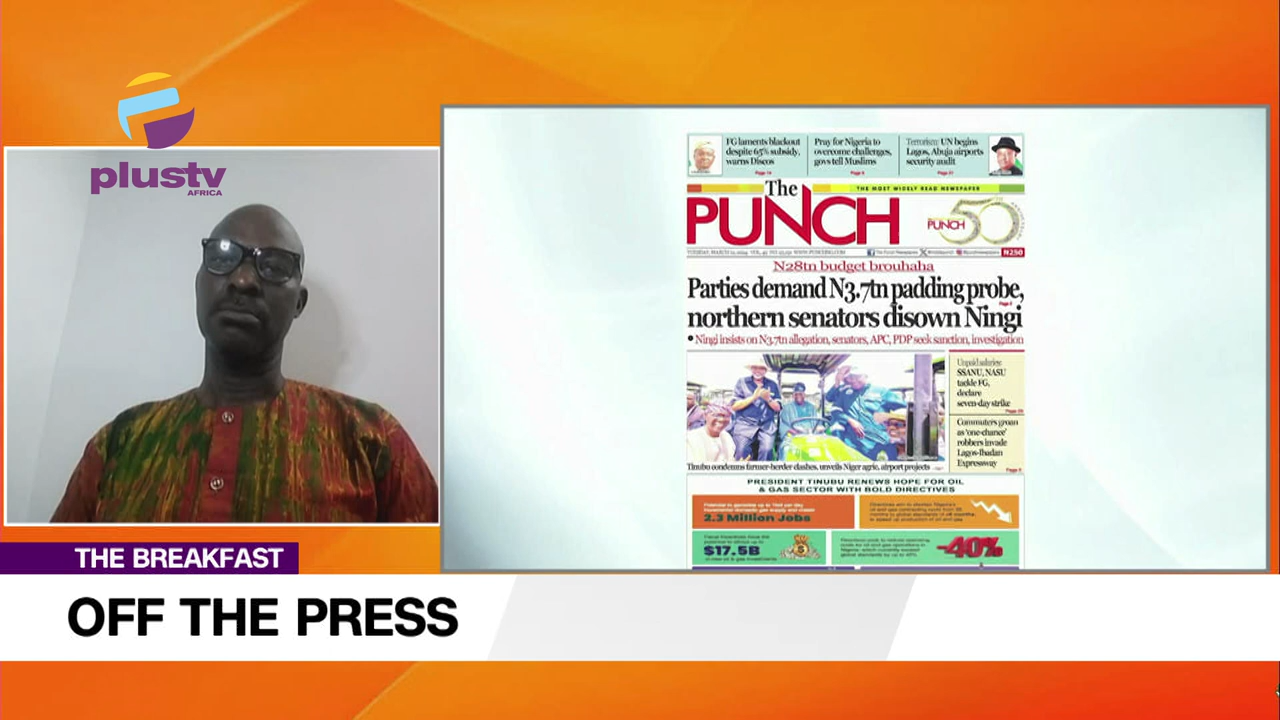 plustv
AFRICA
FG laments blackout
despite 65% subsidy,
warns Discos
Pray for Nigeria to
overcome challenges,
govs tell Muslims
Terrorism: UN begins
Lagos, Abuja airports
security audit
The
PUNCH
THE MOST WIDELY READ NEWSPAPER
PUNCH 50
N250
N28tn budget brouhaha
Parties demand N3.7tn padding probe,
northern senators disown Ningi
• Ningi insists on N3.7tn allegation, senators, APC, PDP seek sanction, investigation
Unpaid salaries:
SSANU, NASU
tackle FG,
declare
seven-day strike
Commuters groan
as 'one-chance'
robbers invade
Lagos-Ibadan
Expressway
Tinubu condemns farmer-herder clashes, unveils Niger agric, airport projects
PRESIDENT TINUBU RENEWS HOPE FOR OIL
& GAS SECTOR WITH BOLD DIRECTIVES
2.3 Million Jobs
$17.5B
-40%
THE BREAKFAST
OFF THE PRESS